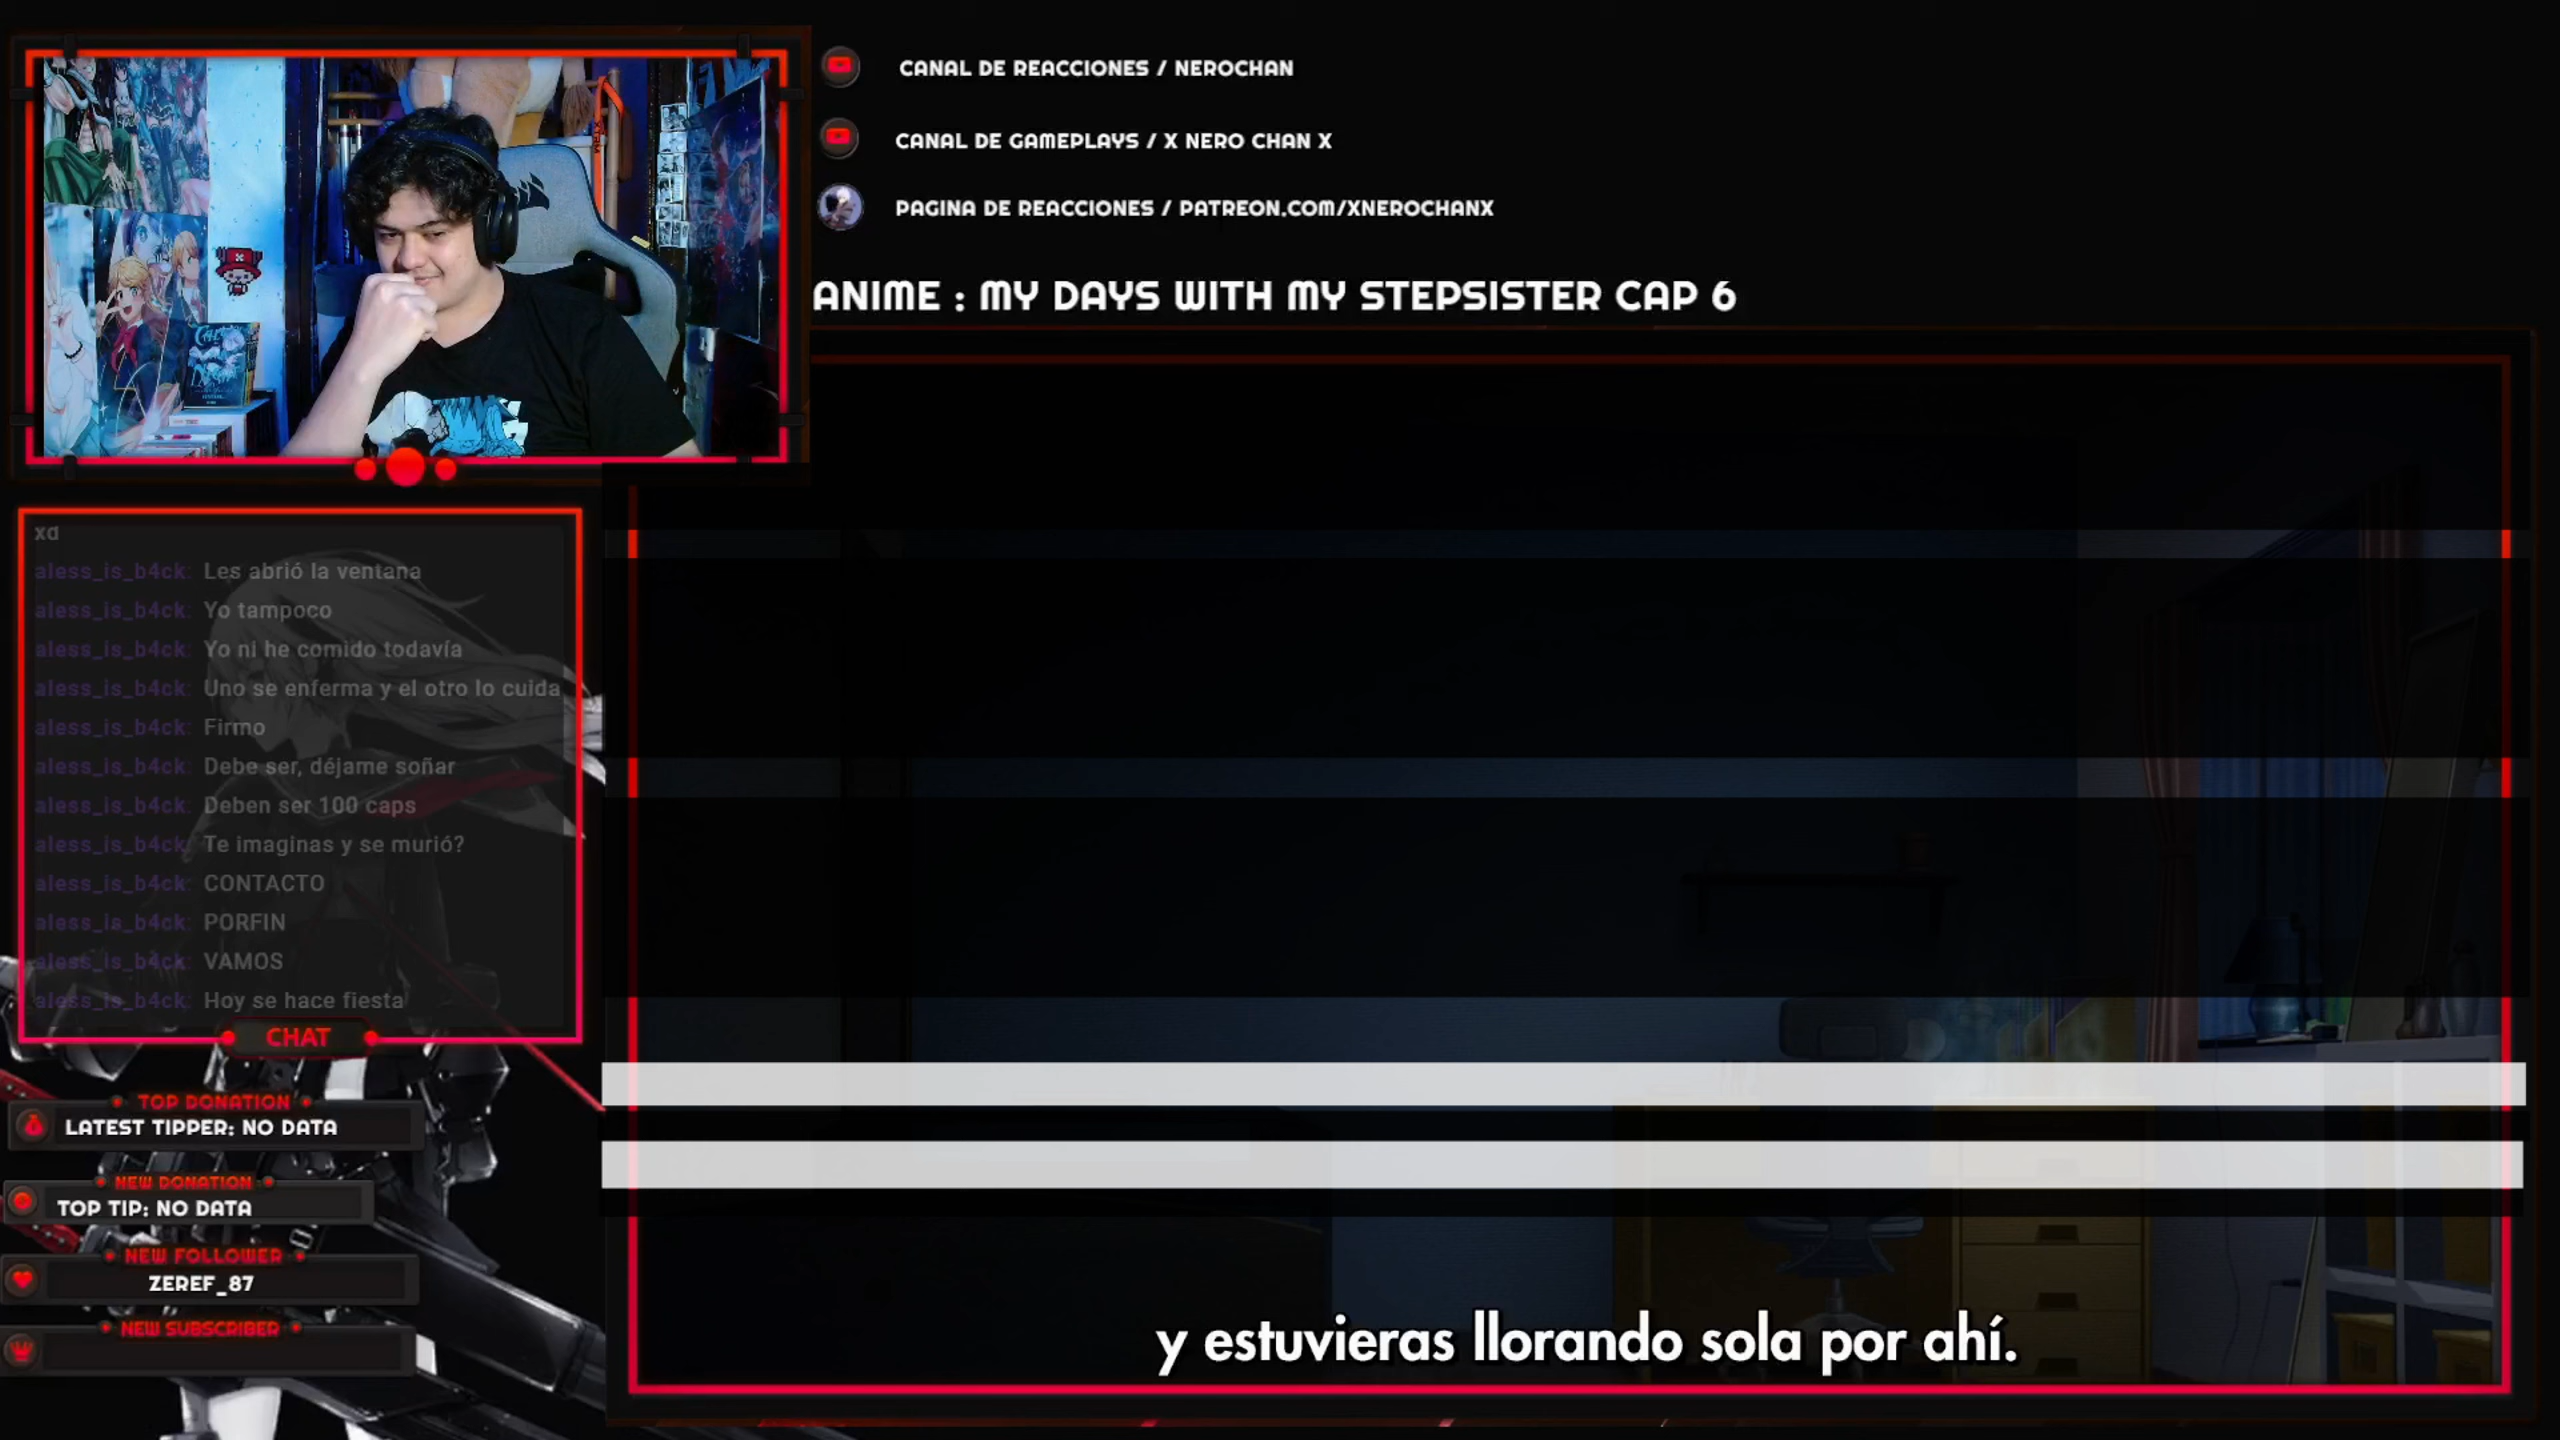 CANAL DE REACCIONES / NEROCHAN
CANAL DE GAMEPLAYS / X NERO CHAN X
PAGINA DE REACCIONES / PATREON.COM/XNEROCHANX
ANIME : MY DAYS WITH MY STEPSISTER CAP 6
xd
aless_is_b4ck: Les abrió la ventana
aless_is_b4ck: Yo tampoco
aless_is_b4ck: Yo ni he comido todavía
aless_is_b4ck: Uno se enferma y el otro lo cuida
aless_is_b4ck: Firmo
aless_is_b4ck: Debe ser, déjame soñar
aless_is_b4ck: Deben ser 100 caps
aless_is_b4ck: Te imaginas y se murió?
aless_is_b4ck: CONTACTO
aless_is_b4ck: PORFIN
aless_is_b4ck: VAMOS
aless_is_b4ck: Hoy se hace fiesta
CHAT
TOP DONATION
LATEST TIPPER: NO DATA
NEW DONATION
TOP TIP: NO DATA
NEW FOLLOWER
ZEREF_87
NEW SUBSCRIBER
y estuvieras llorando sola por ahí.